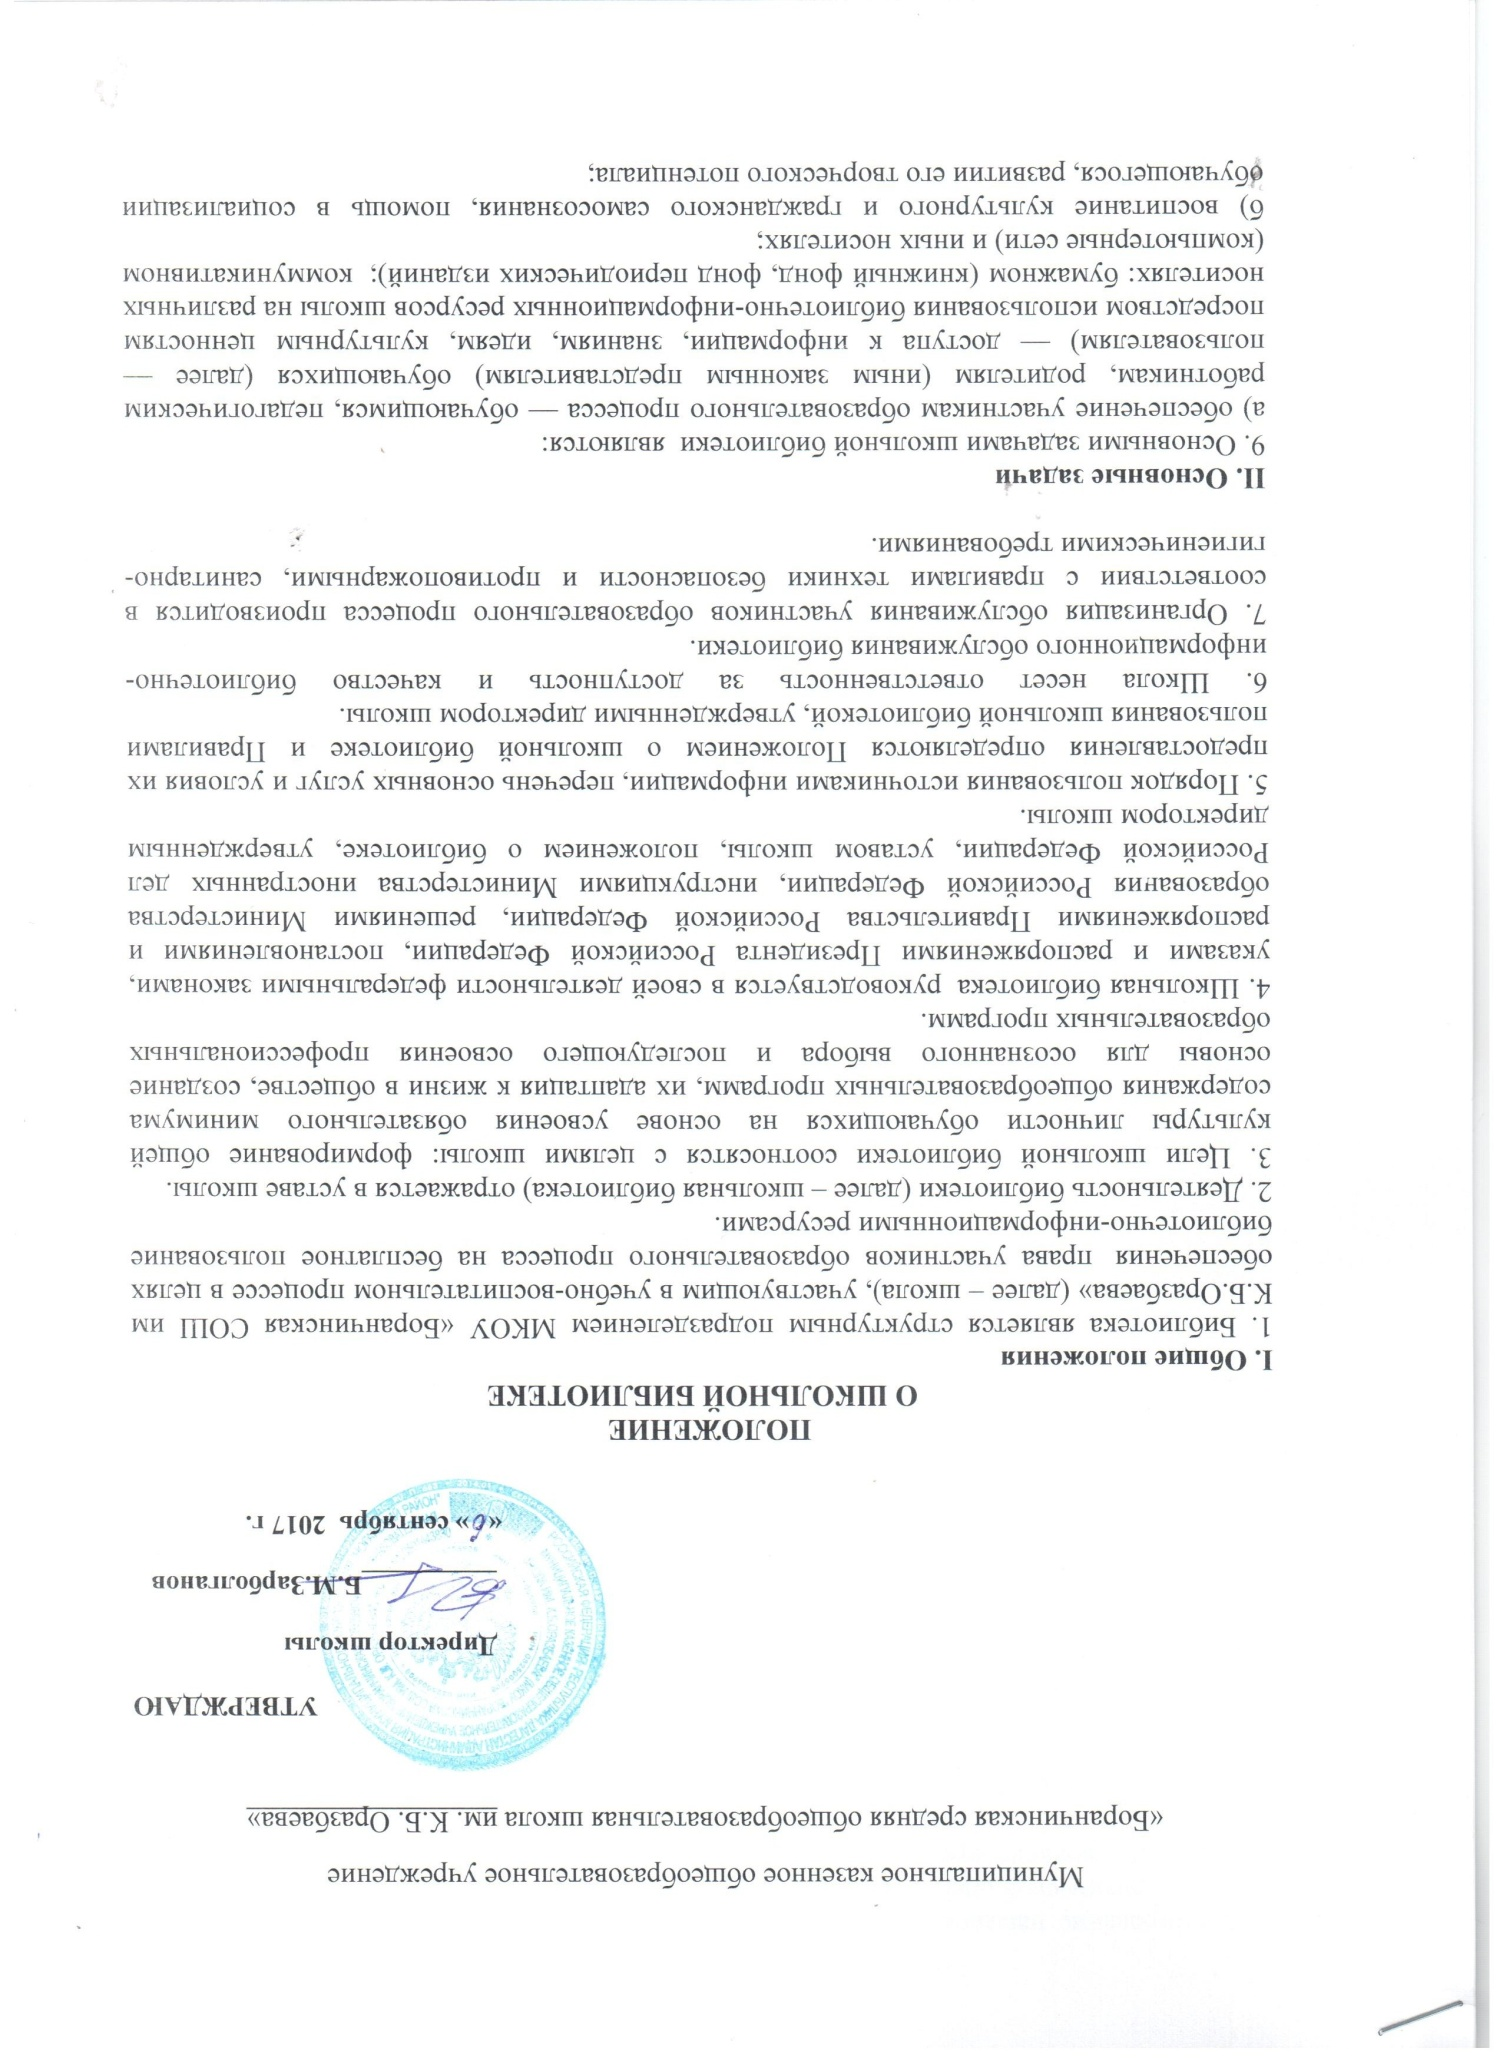 Муниципальное казенное общеобразовательное учреждение
«Боранчинская средняя общеобразовательная школа им. К.Б. Оразбаева»
УТВЕРЖДАЮ
Директор школы
Б.М.Зарболганов
«6» сентябрь 2017 г.
ПОЛОЖЕНИЕ
О ШКОЛЬНОЙ БИБЛИОТЕКЕ
I. Общие положения
1. Библиотека является структурным подразделением МКОУ «Боранчинская СОШ им
К.Б.Оразбаева» (далее – школа), участвующим в учебно-воспитательном процессе в целях
обеспечения права участников образовательного процесса на бесплатное пользование
библиотечно-информационными ресурсами.
2. Деятельность библиотеки (далее – школьная библиотека) отражается в уставе школы.
3. Цели школьной библиотеки соотносятся с целями школы: формирование общей
культуры личности обучающихся на основе усвоения обязательного минимума
содержания общеобразовательных программ, их адаптация к жизни в обществе, создание
основы для осознанного выбора и последующего освоения профессиональных
образовательных программ.
4. Школьная библиотека руководствуется в своей деятельности федеральными законами,
указами и распоряжениями Президента Российской Федерации, постановлениями и
распоряжениями Правительства Российской Федерации, решениями Министерства
образования Российской Федерации, инструкциями Министерства иностранных дел
Российской Федерации, уставом школы, положением о библиотеке, утвержденным
директором школы.
5. Порядок пользования источниками информации, перечень основных услуг и условия их
предоставления определяются Положением о школьной библиотеке и Правилами
пользования школьной библиотекой, утвержденными директором школы.
6. Школа несет ответственность за доступность и качество библиотечно-
информационного обслуживания библиотеки.
7. Организация обслуживания участников образовательного процесса производится в
соответствии с правилами техники безопасности и противопожарными, санитарно-
гигиеническими требованиями.
II. Основные задачи
9. Основными задачами школьной библиотеки являются:
а) обеспечение участникам образовательного процесса — обучающимся, педагогическим
работникам, родителям (иным законным представителям) обучающихся (далее —
пользователям) — доступа к информации, знаниям, идеям, культурным ценностям
посредством использования библиотечно-информационных ресурсов школы на различных
носителях: бумажном (книжный фонд, фонд периодических изданий); коммуникативном
(компьютерные сети) и иных носителях;
б) воспитание культурного и гражданского самосознания, помощь в социализации
обучающегося, развитии его творческого потенциала;